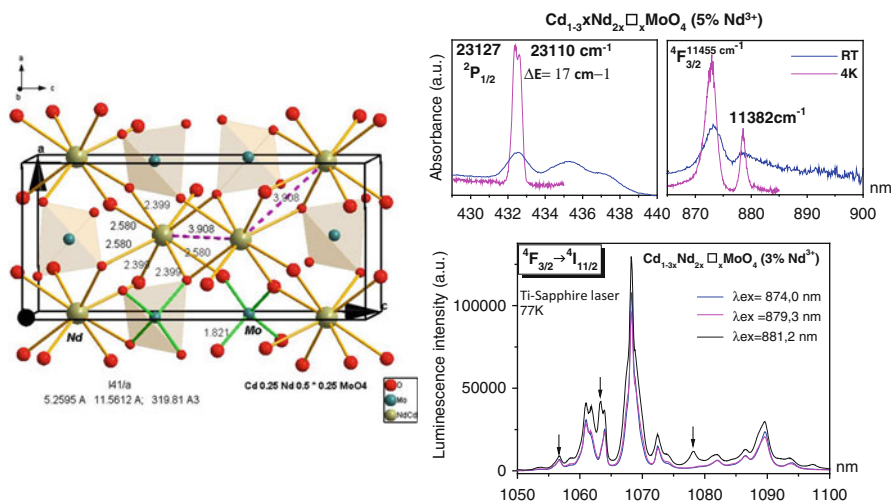 a
b
c
a
3.908
2.399
2.580
3.908
2.580
2.580
2.399
2.399
c
1.821
Nd
Mo
I41/a
5.2595 A 11.5612 A; 319.81 A3
Cd 0.25 Nd 0.5 * 0.25 MoO4
O
Mo
NdCd
Cd₁₋₃xNd₂ₓ□ₓMoO₄ (5% Nd³⁺)
Absorbance (a.u.)
23127 23110 cm⁻¹
²P₁/₂ ΔE= 17 cm–1
⁴F₃/₂ 11455 cm⁻¹
RT
4K
11382cm⁻¹
430 432 434 436 438 440
870 880 890 900
nm
⁴F₃/₂→⁴I₁₁/₂
Cd₁₋₃ₓNd₂ₓ□ₓMoO₄ (3% Nd³⁺)
Ti-Sapphire laser
77K
λex= 874,0 nm
λex =879,3 nm
λex=881,2 nm
Luminescence intensity (a.u.)
100000
50000
0
1050 1060 1070 1080 1090 1100
nm